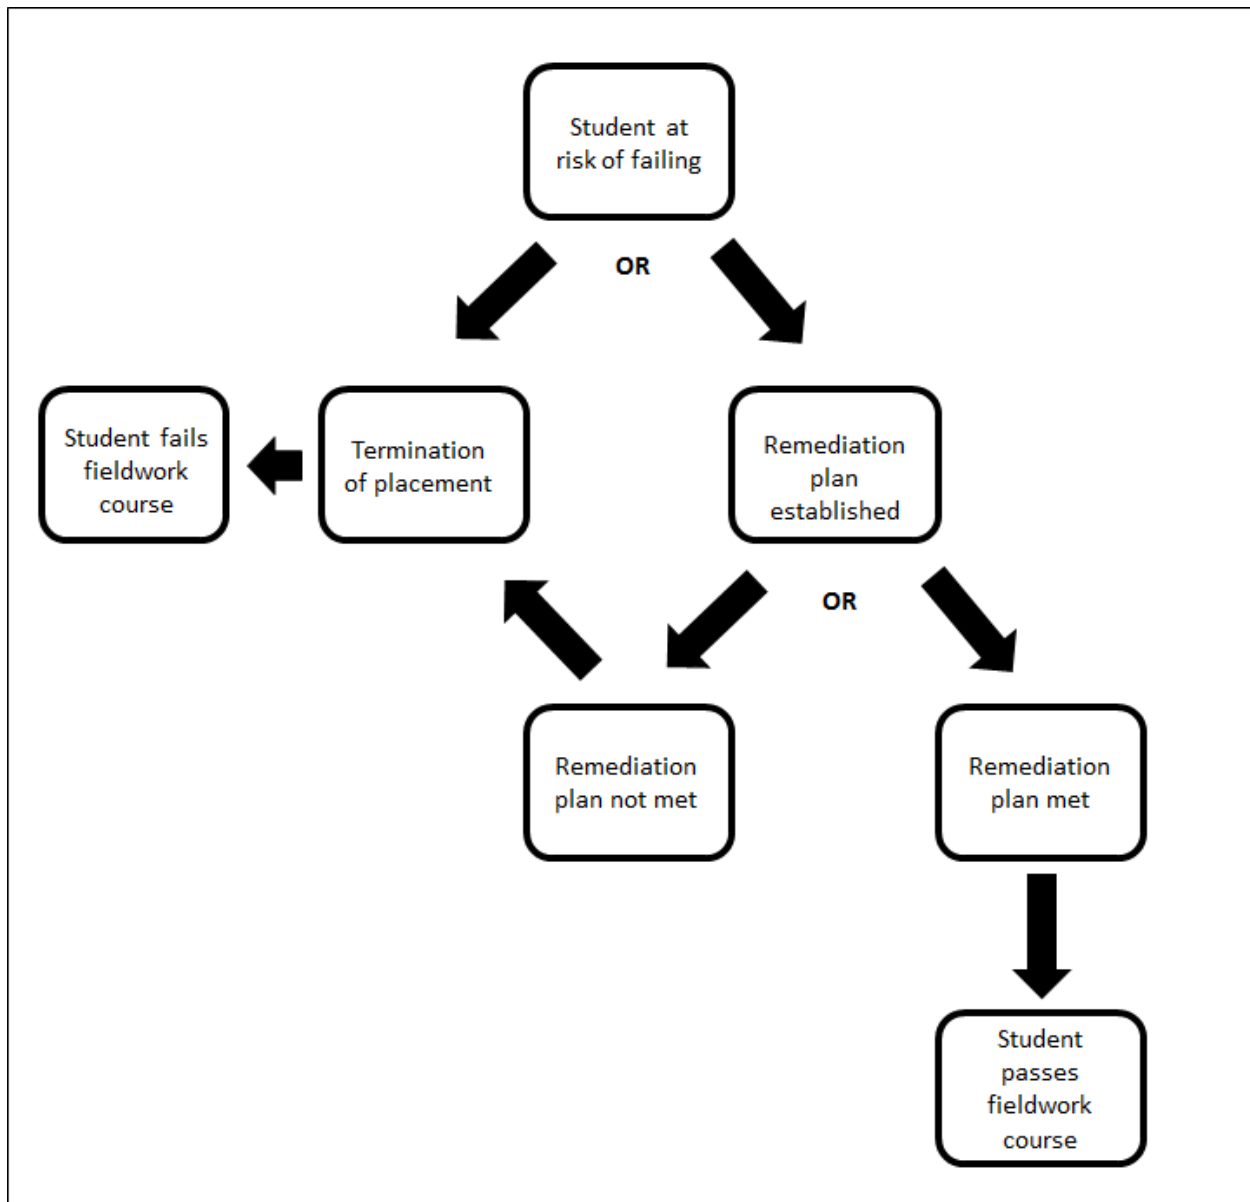 Student at
risk of failing
OR
Student fails
fieldwork
course
Termination
of placement
Remediation
plan
established
OR
Remediation
plan not met
Remediation
plan met
Student
passes
fieldwork
course